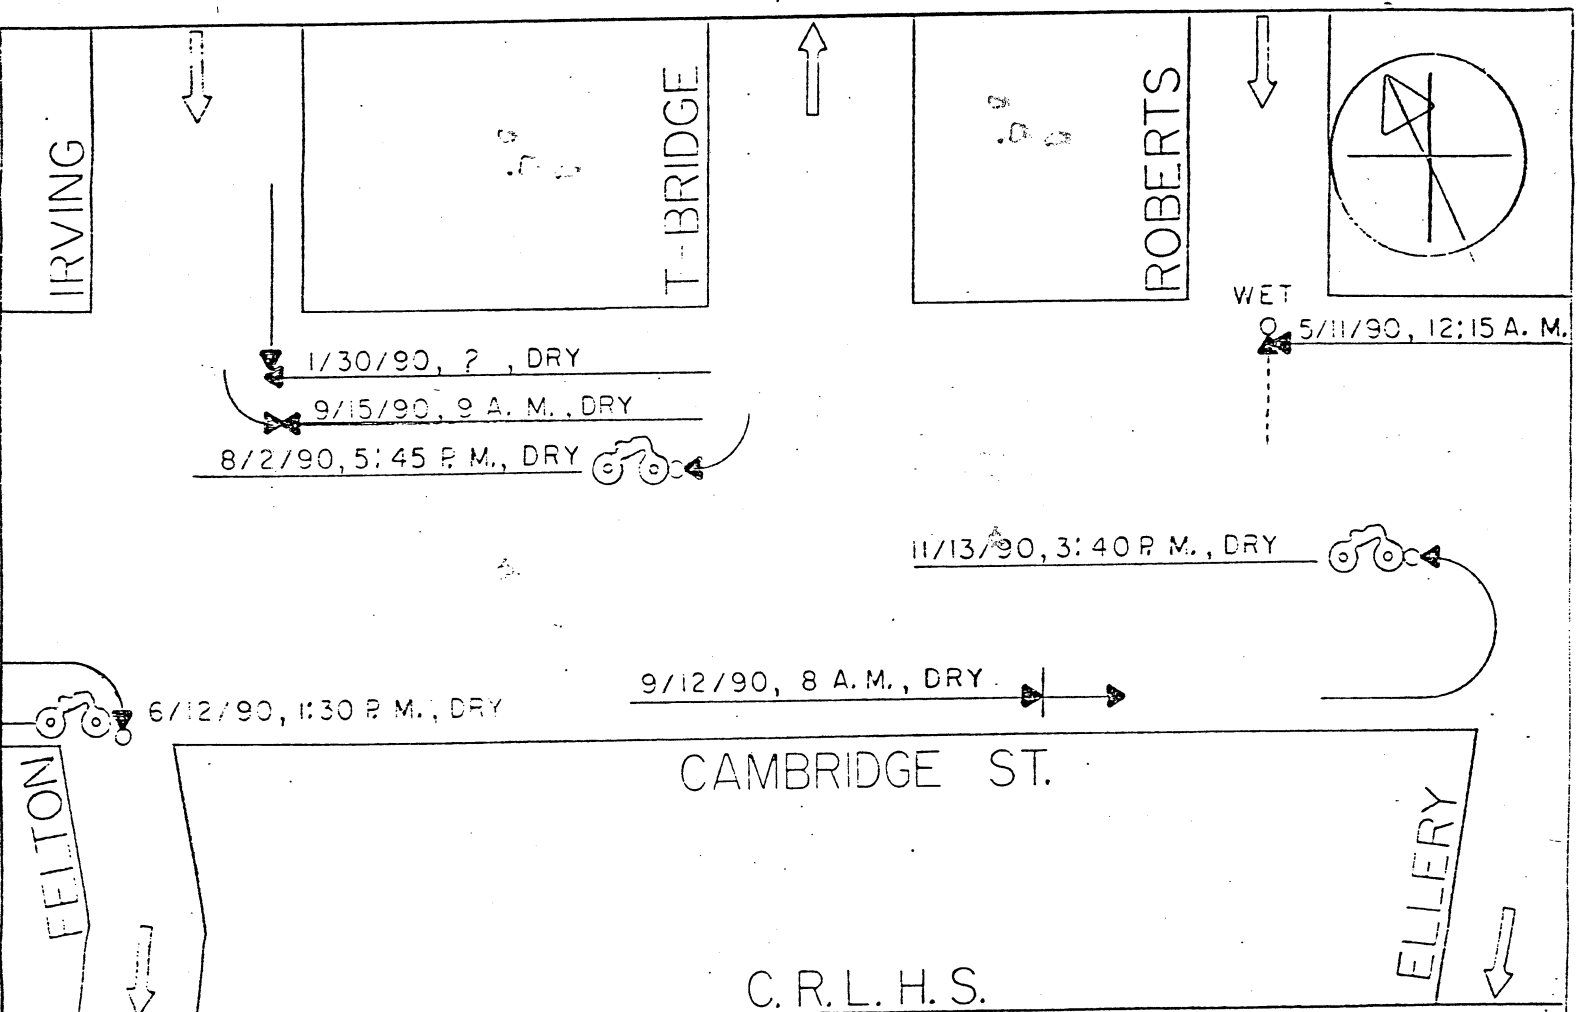 IRVING
T-BRIDGE
ROBERTS
WET
5/11/90, 12:15 A. M.
1/30/90, ? , DRY
9/15/90, 9 A. M., DRY
8/2/90, 5:45 P. M., DRY
11/13/90, 3:40 P. M., DRY
9/12/90, 8 A. M., DRY
6/12/90, 1:30 P. M., DRY
CAMBRIDGE ST.
FELTON
ELLERY
C. R. L. H. S.